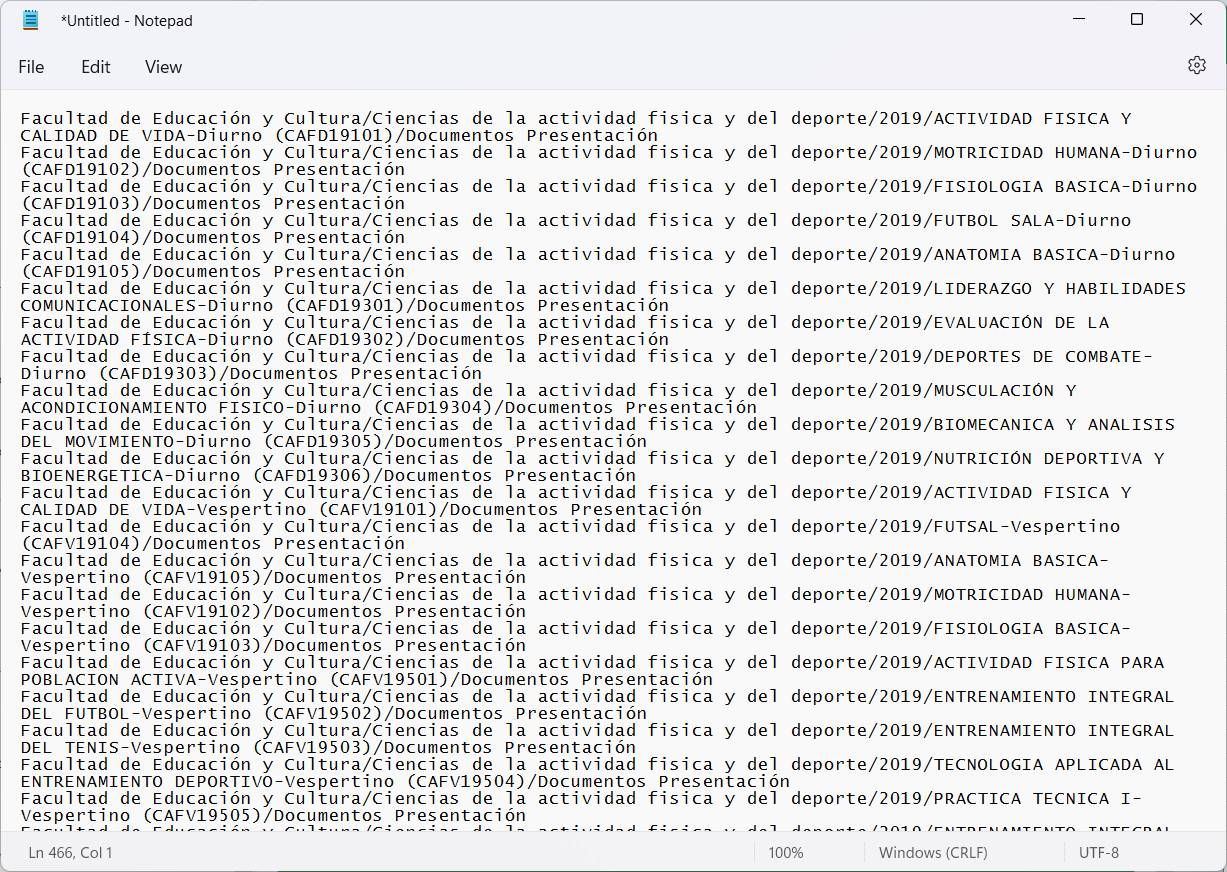 *Untitled - Notepad
File Edit View
Facultad de Educación y Cultura/Ciencias de la actividad fisica y del deporte/2019/ACTIVIDAD FISICA Y
CALIDAD DE VIDA-Diurno (CAFD19101)/Documentos Presentación
Facultad de Educación y Cultura/Ciencias de la actividad fisica y del deporte/2019/MOTRICIDAD HUMANA-Diurno
(CAFD19102)/Documentos Presentación
Facultad de Educación y Cultura/Ciencias de la actividad fisica y del deporte/2019/FISIOLOGIA BASICA-Diurno
(CAFD19103)/Documentos Presentación
Facultad de Educación y Cultura/Ciencias de la actividad fisica y del deporte/2019/FUTBOL SALA-Diurno
(CAFD19104)/Documentos Presentación
Facultad de Educación y Cultura/Ciencias de la actividad fisica y del deporte/2019/ANATOMIA BASICA-Diurno
(CAFD19105)/Documentos Presentación
Facultad de Educación y Cultura/Ciencias de la actividad fisica y del deporte/2019/LIDERAZGO Y HABILIDADES
COMUNICACIONALES-Diurno (CAFD19301)/Documentos Presentación
Facultad de Educación y Cultura/Ciencias de la actividad fisica y del deporte/2019/EVALUACIÓN DE LA
ACTIVIDAD FÍSICA-Diurno (CAFD19302)/Documentos Presentación
Facultad de Educación y Cultura/Ciencias de la actividad fisica y del deporte/2019/DEPORTES DE COMBATE-
Diurno (CAFD19303)/Documentos Presentación
Facultad de Educación y Cultura/Ciencias de la actividad fisica y del deporte/2019/MUSCULACIÓN Y
ACONDICIONAMIENTO FISICO-Diurno (CAFD19304)/Documentos Presentación
Facultad de Educación y Cultura/Ciencias de la actividad fisica y del deporte/2019/BIOMECANICA Y ANALISIS
DEL MOVIMIENTO-Diurno (CAFD19305)/Documentos Presentación
Facultad de Educación y Cultura/Ciencias de la actividad fisica y del deporte/2019/NUTRICIÓN DEPORTIVA Y
BIOENERGETICA-Diurno (CAFD19306)/Documentos Presentación
Facultad de Educación y Cultura/Ciencias de la actividad fisica y del deporte/2019/ACTIVIDAD FISICA Y
CALIDAD DE VIDA-Vespertino (CAFV19101)/Documentos Presentación
Facultad de Educación y Cultura/Ciencias de la actividad fisica y del deporte/2019/FUTSAL-Vespertino
(CAFV19104)/Documentos Presentación
Facultad de Educación y Cultura/Ciencias de la actividad fisica y del deporte/2019/ANATOMIA BASICA-
Vespertino (CAFV19105)/Documentos Presentación
Facultad de Educación y Cultura/Ciencias de la actividad fisica y del deporte/2019/MOTRICIDAD HUMANA-
Vespertino (CAFV19102)/Documentos Presentación
Facultad de Educación y Cultura/Ciencias de la actividad fisica y del deporte/2019/FISIOLOGIA BASICA-
Vespertino (CAFV19103)/Documentos Presentación
Facultad de Educación y Cultura/Ciencias de la actividad fisica y del deporte/2019/ACTIVIDAD FISICA PARA
POBLACION ACTIVA-Vespertino (CAFV19501)/Documentos Presentación
Facultad de Educación y Cultura/Ciencias de la actividad fisica y del deporte/2019/ENTRENAMIENTO INTEGRAL
DEL FUTBOL-Vespertino (CAFV19502)/Documentos Presentación
Facultad de Educación y Cultura/Ciencias de la actividad fisica y del deporte/2019/ENTRENAMIENTO INTEGRAL
DEL TENIS-Vespertino (CAFV19503)/Documentos Presentación
Facultad de Educación y Cultura/Ciencias de la actividad fisica y del deporte/2019/TECNOLOGIA APLICADA AL
ENTRENAMIENTO DEPORTIVO-Vespertino (CAFV19504)/Documentos Presentación
Facultad de Educación y Cultura/Ciencias de la actividad fisica y del deporte/2019/PRACTICA TECNICA I-
Vespertino (CAFV19505)/Documentos Presentación
Facultad de Educación y Cultura/Ciencias de la actividad fisica y del deporte/2019/ENTRENAMIENTO INTEGRAL
Ln 466, Col 1 100% Windows (CRLF) UTF-8